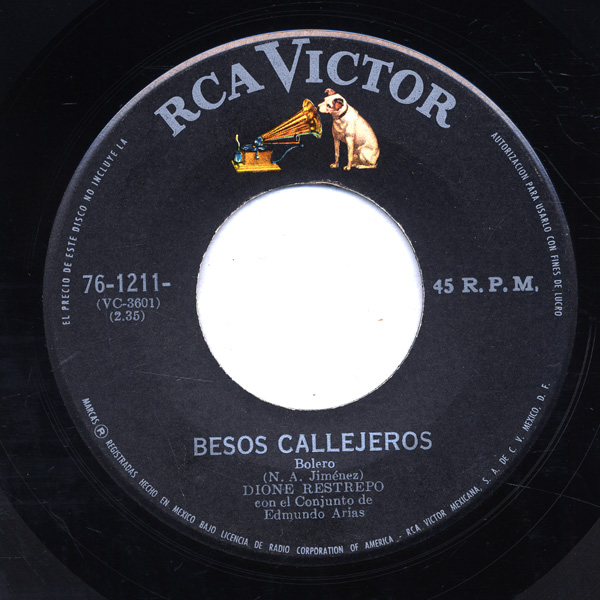 RCA VICTOR
EL PRECIO DE ESTE DISCO NO INCLUYE LA
AUTORIZACION PARA USARLO CON FINES DE LUCRO
76-1211-
(VC-3601)
(2.35)
45 R. P. M.
BESOS CALLEJEROS
Bolero
(N. A. Jiménez)
DIONE RESTREPO
con el Conjunto de
Edmundo Arias
MARCAS ® REGISTRADAS HECHO EN MEXICO BAJO LICENCIA DE RADIO CORPORATION OF AMERICA - RCA VICTOR MEXICANA, S. A. DE C. V. MEXICO, D. F.